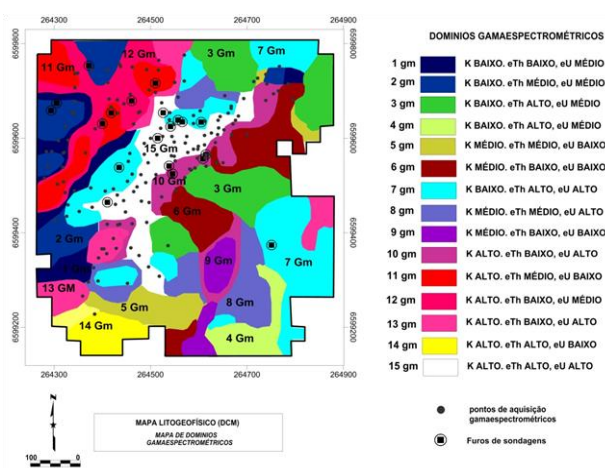 264300 264500 264700 264900
6599800
6599600
6599400
6599200
6599800
6599600
6599400
6599200
11 Gm
12 Gm
3 Gm
7 Gm
15 Gm
10 Gm
3 Gm
6 Gm
2 Gm
9 Gm
7 Gm
13 GM
5 Gm
8 Gm
14 Gm
4 Gm
264300 264500 264700 264900
DOMINIOS GAMAESPECTROMÉTRICOS
1 gm K BAIXO. eTh BAIXO, eU MÉDIO
2 gm K BAIXO. eTh MÉDIO, eU MÉDIO
3 gm K BAIXO. eTh ALTO, eU MÉDIO
4 gm K BAIXO. eTh ALTO, eU MÉDIO
5 gm K MÉDIO. eTh MÉDIO, eU BAIXO
6 gm K MÉDIO. eTh BAIXO, eU BAIXO
7 gm K BAIXO. eTh ALTO, eU ALTO
8 gm K MÉDIO. eTh MÉDIO, eU ALTO
9 gm K MÉDIO. eTh BAIXO, eU BAIXO
10 gm K ALTO. eTh BAIXO, eU ALTO
11 gm K ALTO. eTh MÉDIO, eU BAIXO
12 gm K ALTO. eTh BAIXO, eU MÉDIO
13 gm K ALTO. eTh BAIXO, eU ALTO
14 gm K ALTO. eTh ALTO, eU BAIXO
15 gm K ALTO. eTh ALTO, eU ALTO
pontos de aquisição
gamaespectrométricos
Furos de sondagens
N
100 0
MAPA LITOGEOFÍSICO (DCM)
MAPA DE DOMINIOS
GAMAESPECTROMÉTRICOS